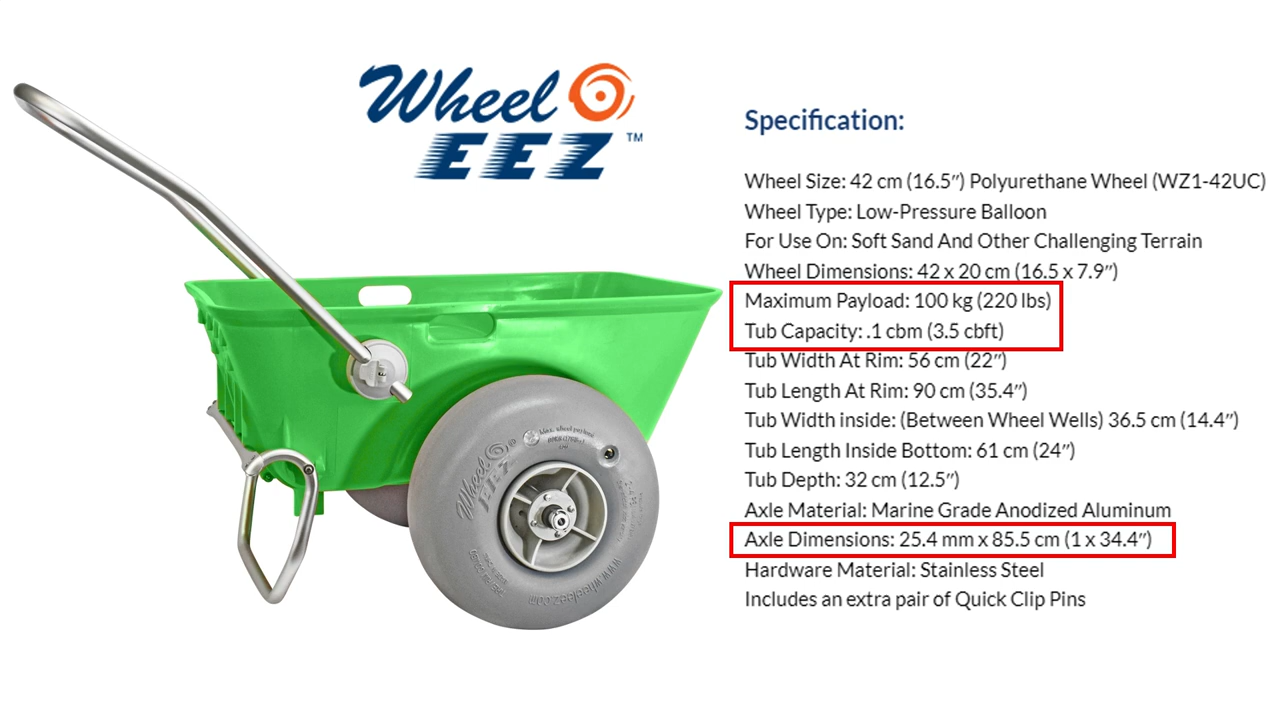 Wheel
EEZ™
Specification:
Wheel Size: 42 cm (16.5″) Polyurethane Wheel (WZ1-42UC)
Wheel Type: Low-Pressure Balloon
For Use On: Soft Sand And Other Challenging Terrain
Wheel Dimensions: 42 x 20 cm (16.5 x 7.9″)
Maximum Payload: 100 kg (220 lbs)
Tub Capacity: .1 cbm (3.5 cbft)
Tub Width At Rim: 56 cm (22″)
Tub Length At Rim: 90 cm (35.4″)
Tub Width inside: (Between Wheel Wells) 36.5 cm (14.4″)
Tub Length Inside Bottom: 61 cm (24″)
Tub Depth: 32 cm (12.5″)
Axle Material: Marine Grade Anodized Aluminum
Axle Dimensions: 25.4 mm x 85.5 cm (1 x 34.4″)
Hardware Material: Stainless Steel
Includes an extra pair of Quick Clip Pins
Wheel
EEZ®
www.wheeleez.com